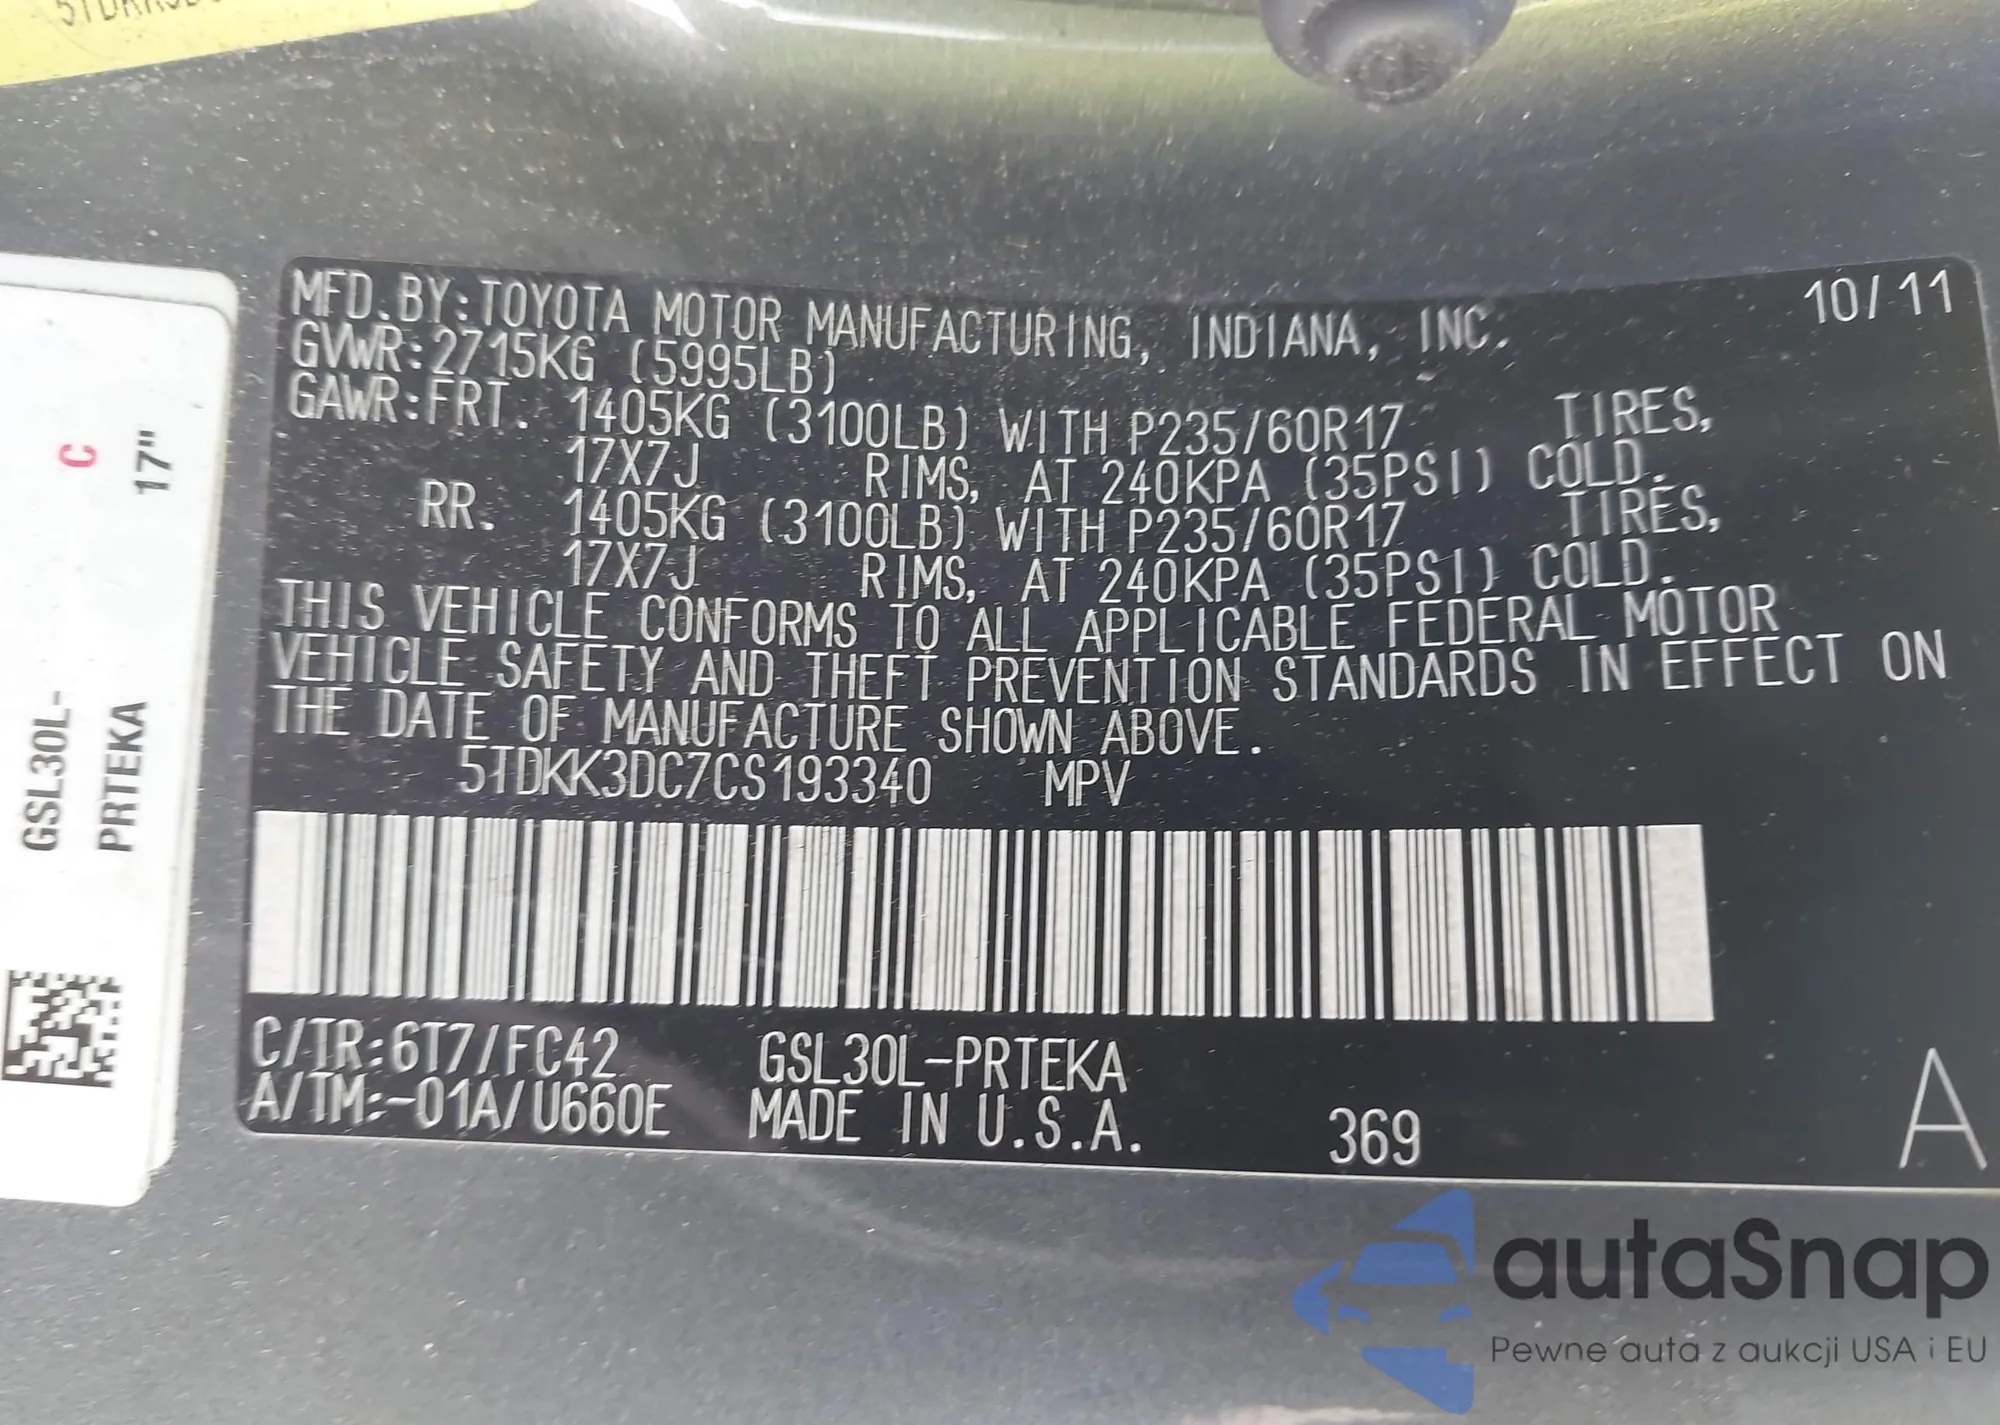 MFD.BY:TOYOTA MOTOR MANUFACTURING, INDIANA, INC. 10/11
GVWR:2715KG (5995LB)
GAWR:FRT. 1405KG (3100LB) WITH P235/60R17 TIRES,
17X7J RIMS, AT 240KPA (35PSI) COLD.
RR. 1405KG (3100LB) WITH P235/60R17 TIRES,
17X7J RIMS, AT 240KPA (35PSI) COLD.
THIS VEHICLE CONFORMS TO ALL APPLICABLE FEDERAL MOTOR
VEHICLE SAFETY AND THEFT PREVENTION STANDARDS IN EFFECT ON
THE DATE OF MANUFACTURE SHOWN ABOVE.
5TDKK3DC7CS193340 MPV
C/TR:6T7/FC42 GSL30L-PRTEKA
A/TM:-01A/U660E MADE IN U.S.A. 369 A
C
17"
GSL30L-
PRTEKA
autaSnap
Pewne auta z aukcji USA i EU